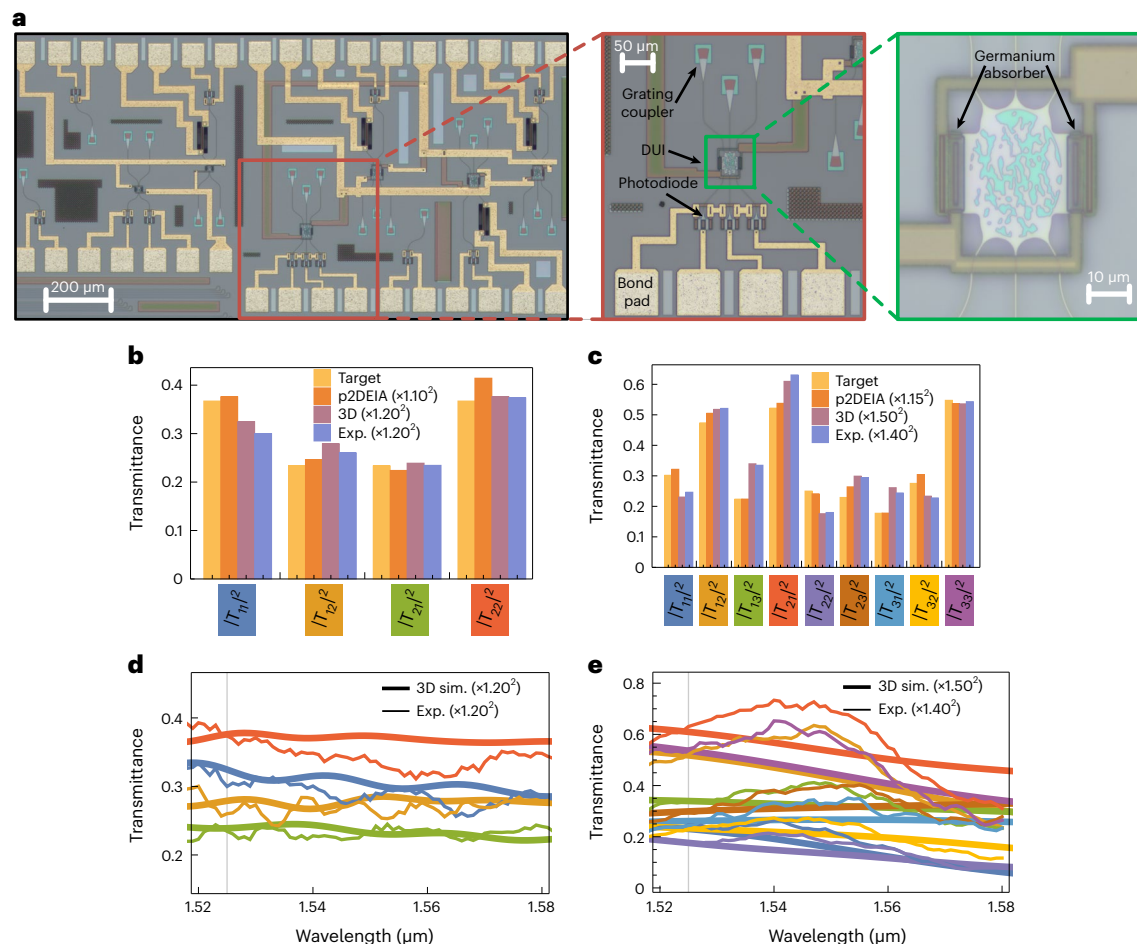 a
200 µm
50 µm
Grating
coupler
DUI
Photodiode
Bond
pad
Germanium
absorber
10 µm
b
Transmittance
0.4
0.3
0.2
0.1
0
Target
p2DEIA (×1.10²)
3D (×1.20²)
Exp. (×1.20²)
|T₁₁|²
|T₁₂|²
|T₂₁|²
|T₂₂|²
c
Transmittance
0.6
0.5
0.4
0.3
0.2
0.1
0
Target
p2DEIA (×1.15²)
3D (×1.50²)
Exp. (×1.40²)
|T₁₁|²
|T₁₂|²
|T₁₃|²
|T₂₁|²
|T₂₂|²
|T₂₃|²
|T₃₁|²
|T₃₂|²
|T₃₃|²
d
Transmittance
0.4
0.3
0.2
3D sim. (×1.20²)
Exp. (×1.20²)
1.52
1.54
1.56
1.58
Wavelength (µm)
e
Transmittance
0.8
0.6
0.4
0.2
0
3D sim. (×1.50²)
Exp. (×1.40²)
1.52
1.54
1.56
1.58
Wavelength (µm)